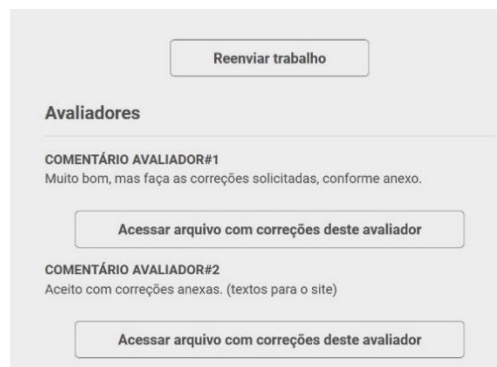 Reenviar trabalho
Avaliadores
COMENTÁRIO AVALIADOR#1
Muito bom, mas faça as correções solicitadas, conforme anexo.
Acessar arquivo com correções deste avaliador
COMENTÁRIO AVALIADOR#2
Aceito com correções anexas. (textos para o site)
Acessar arquivo com correções deste avaliador